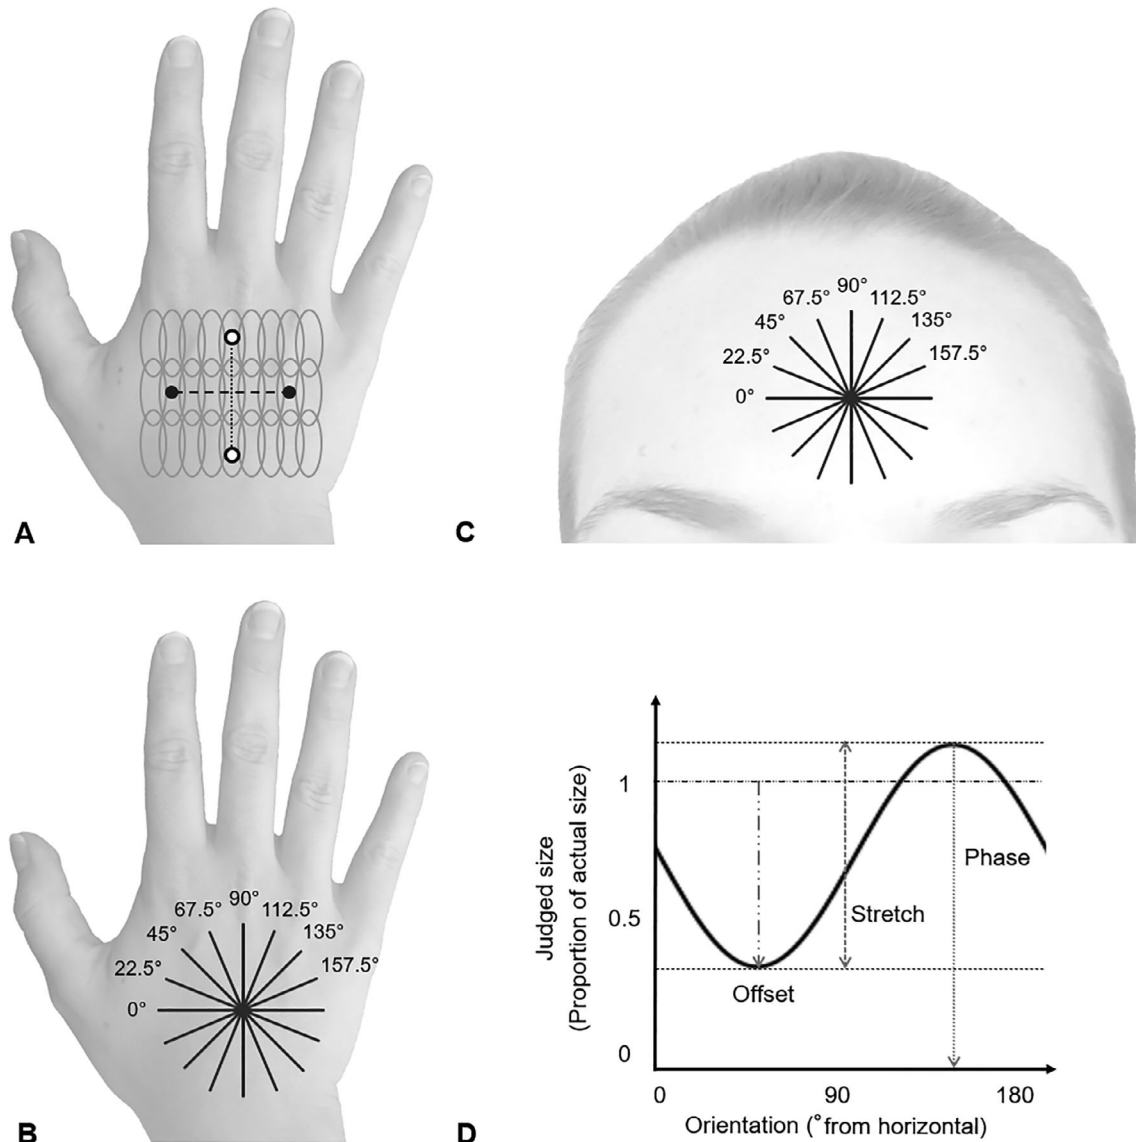 A
90°
67.5°
112.5°
45°
135°
22.5°
157.5°
0°
C
90°
67.5°
112.5°
45°
135°
22.5°
157.5°
0°
B
Judged size
(Proportion of actual size)
1
0.5
0
Phase
Stretch
Offset
0
90
180
Orientation (°from horizontal)
D